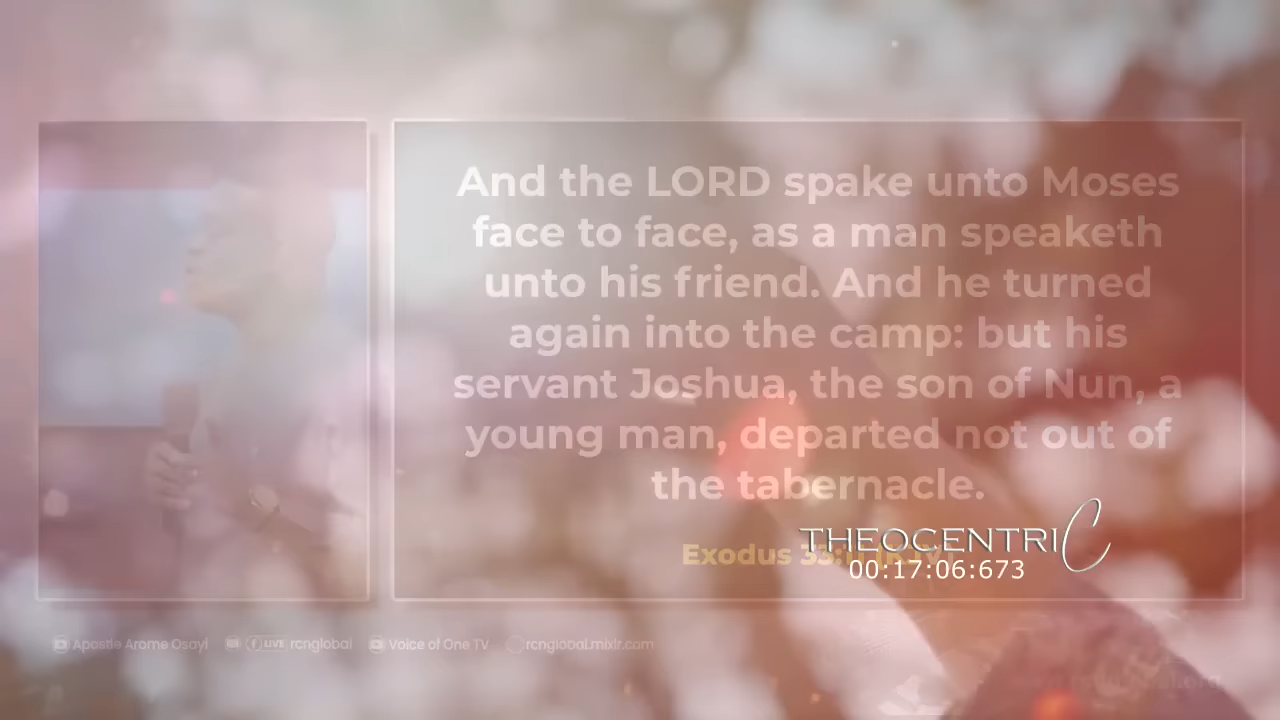 And the LORD spake unto Moses
face to face, as a man speaketh
unto his friend. And he turned
again into the camp: but his
servant Joshua, the son of Nun, a
young man, departed not out of
the tabernacle.
THEOCENTRIC
Exodus
00:17:06:673
Apostle Arome Osayi LIVE rcnglobal Voice of One TV rcnglobal.mixlr.com